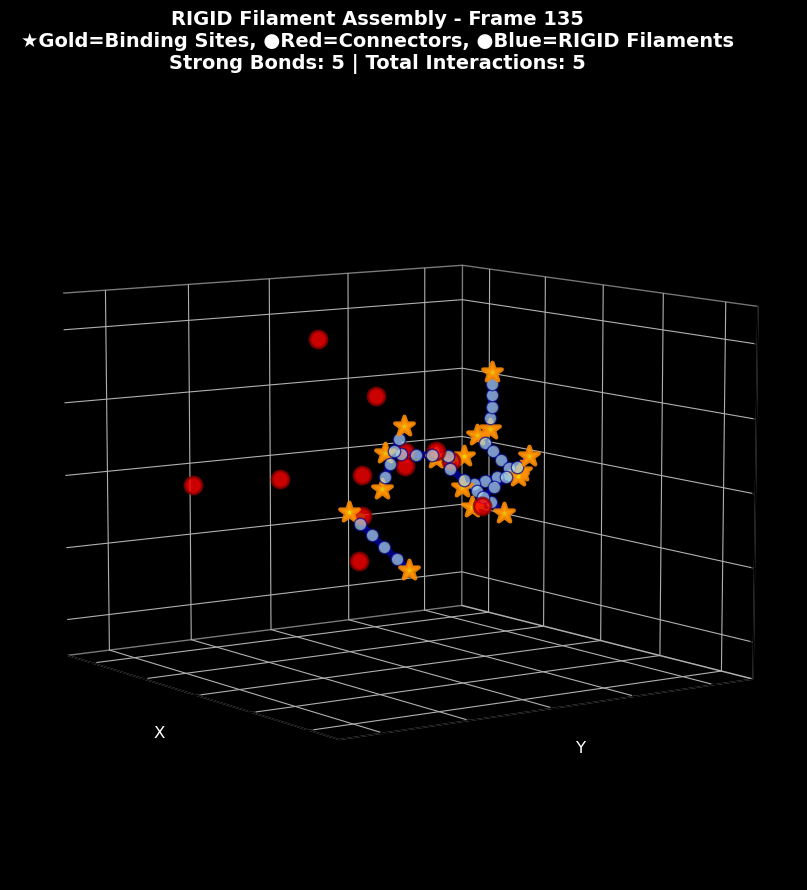 RIGID Filament Assembly - Frame 135
★Gold=Binding Sites, ●Red=Connectors, ●Blue=RIGID Filaments
Strong Bonds: 5 | Total Interactions: 5
X
Y